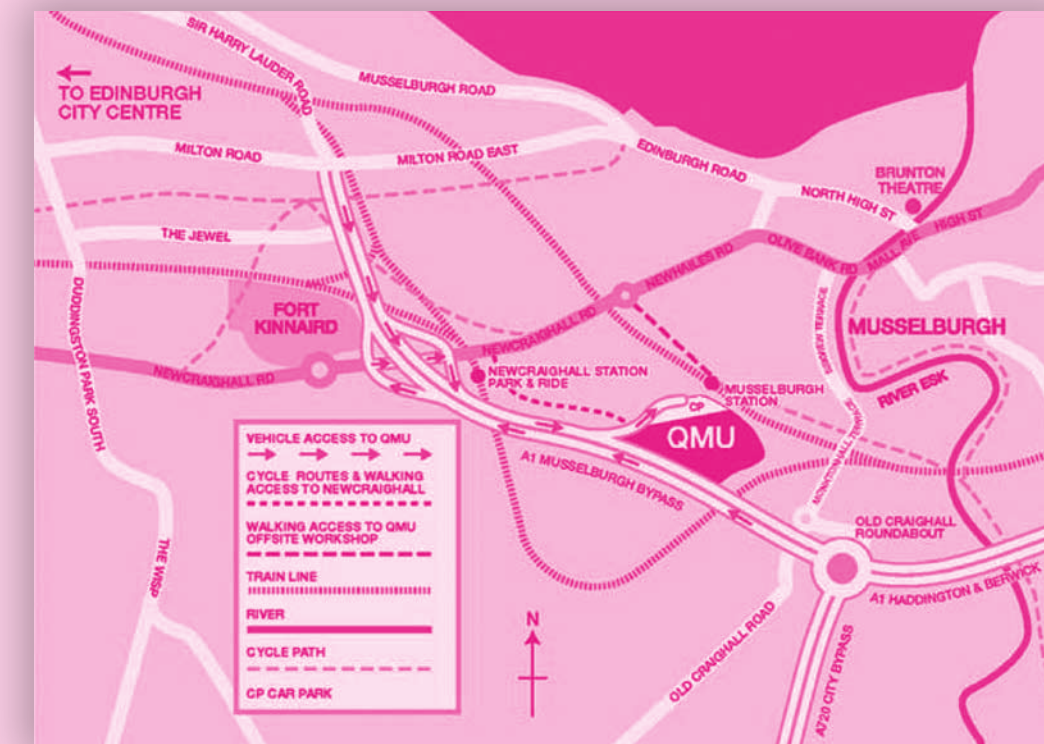 SIR HARRY LAUDER ROAD
MUSSELBURGH ROAD
TO EDINBURGH
CITY CENTRE
MILTON ROAD
MILTON ROAD EAST
EDINBURGH ROAD
BRUNTON
THEATRE
NORTH HIGH ST
HIGH ST
MALL AVE
OLIVE BANK RD
THE JEWEL
NEWHAILES RD
DUDDINGSTON PARK SOUTH
FORT
KINNAIRD
MUSSELBURGH
NEWCRAIGHALL RD
NEWCRAIGHALL RD
NEWCRAIGHALL STATION
PARK & RIDE
MUSSELBURGH
STATION
RIVER ESK
CP
QMU
A1 MUSSELBURGH BYPASS
VEHICLE ACCESS TO QMU
CYCLE ROUTES & WALKING
ACCESS TO NEWCRAIGHALL
WALKING ACCESS TO QMU
OFFSITE WORKSHOP
TRAIN LINE
RIVER
CYCLE PATH
CP CAR PARK
THE WISP
N
OLD CRAIGHALL
ROUNDABOUT
A1 HADDINGTON & BERWICK
OLD CRAIGHALL ROAD
A720 CITY BYPASS